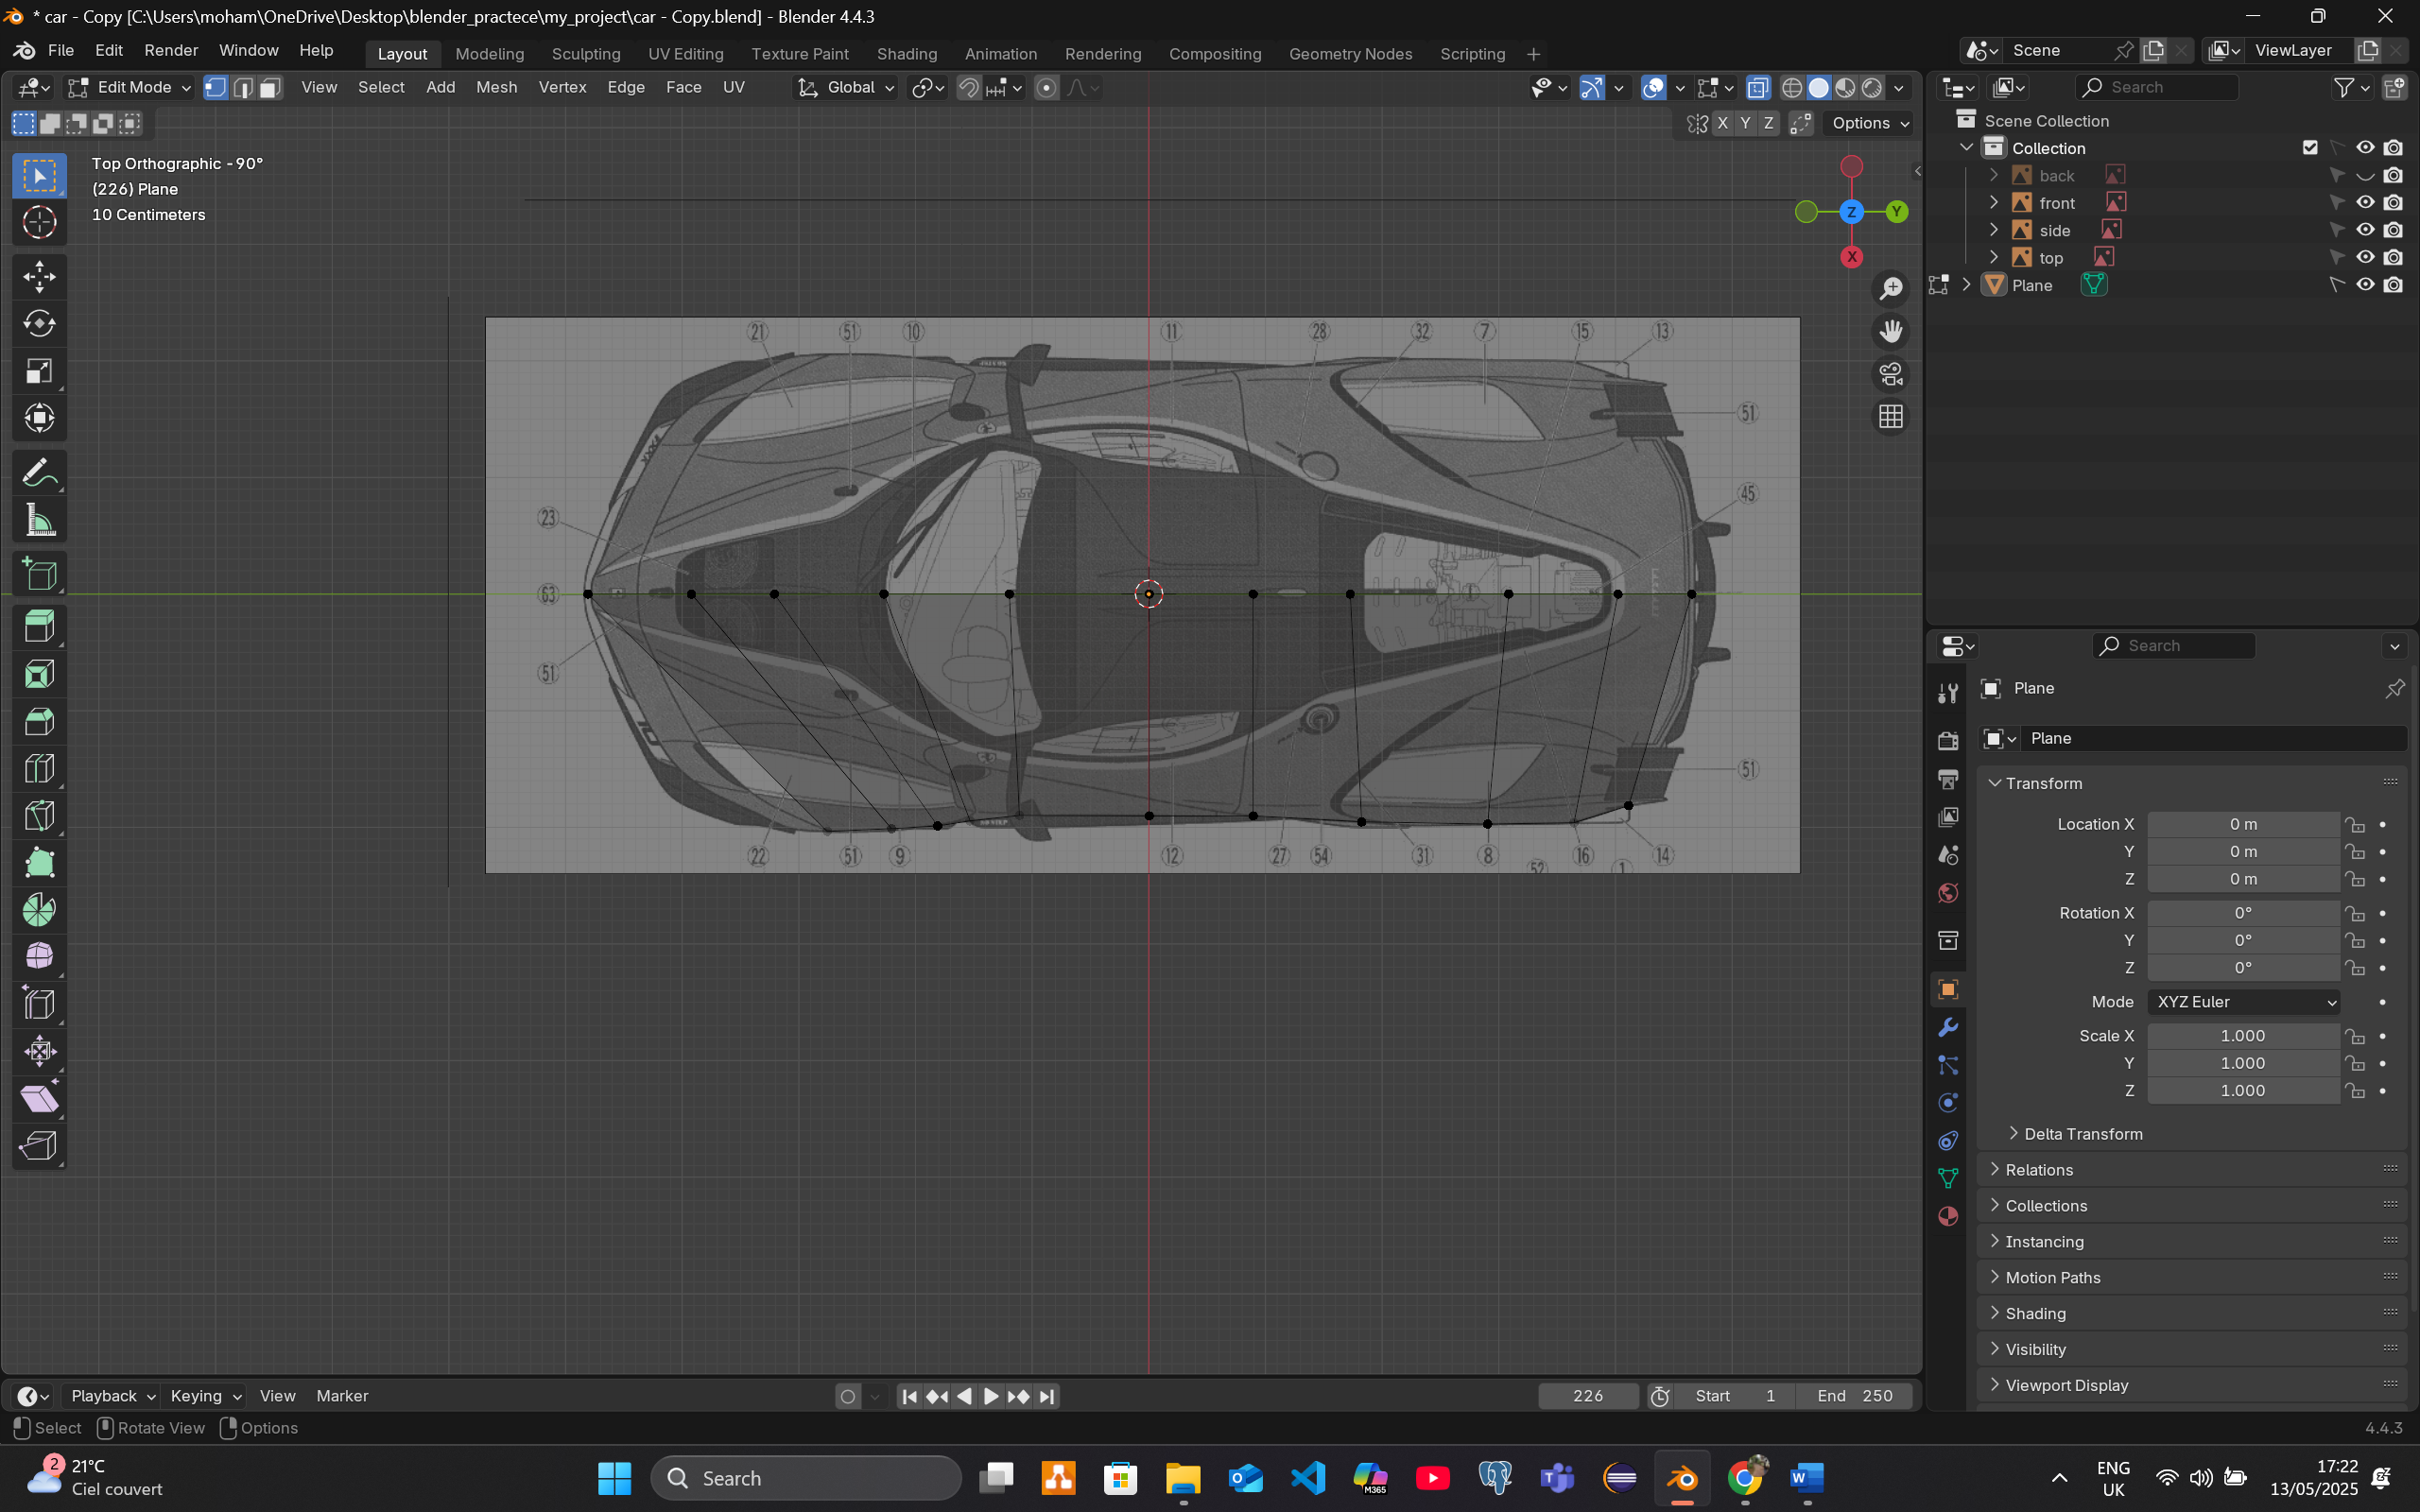 * car - Copy [C:\Users\moham\OneDrive\Desktop\blender_practece\my_project\car - Copy.blend] - Blender 4.4.3
File Edit Render Window Help
Layout Modeling Sculpting UV Editing Texture Paint Shading Animation Rendering Compositing Geometry Nodes Scripting
Scene
ViewLayer
Edit Mode
View Select Add Mesh Vertex Edge Face UV
Global
X Y Z
Options
Top Orthographic -90°
(226) Plane
10 Centimeters
Z
Y
X
21 51 10 11 28 32 7 15 13
51
23
45
63
51
51
22 51 9 12 27 54 31 8 52 16 1 14
Search
Scene Collection
Collection
back
front
side
top
Plane
Search
Plane
Plane
Transform
Location X 0 m
Y 0 m
Z 0 m
Rotation X 0°
Y 0°
Z 0°
Mode XYZ Euler
Scale X 1.000
Y 1.000
Z 1.000
Delta Transform
Relations
Collections
Instancing
Motion Paths
Shading
Visibility
Viewport Display
Playback Keying View Marker
226
Start 1
End 250
Select Rotate View Options
4.4.3
2
21°C
Ciel couvert
Search
M365
ENG
UK
17:22
13/05/2025